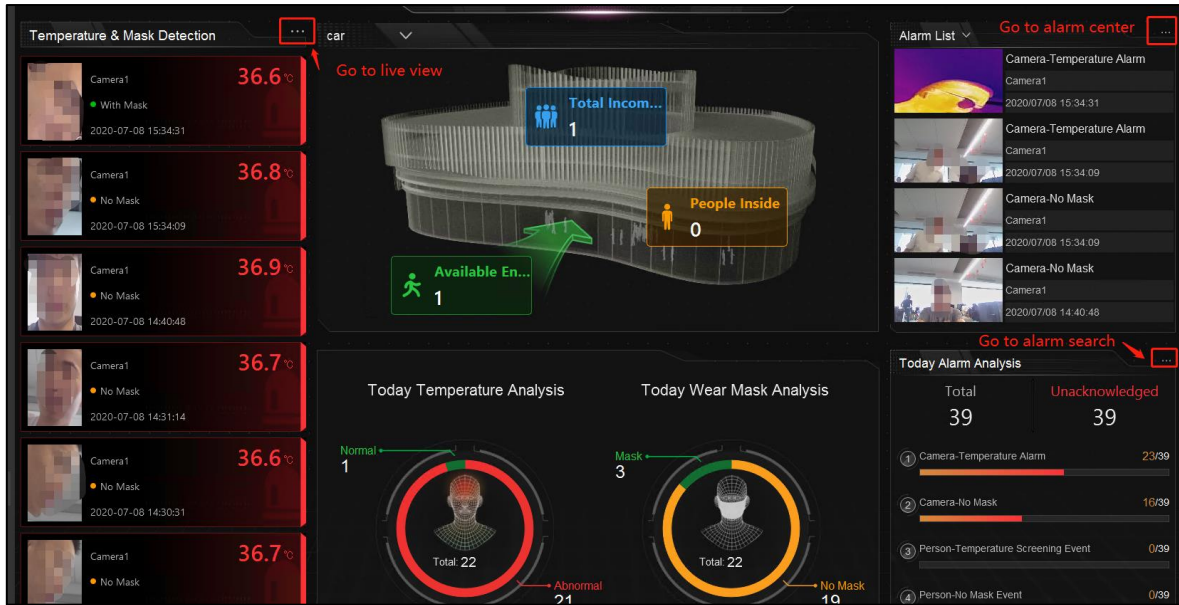 Temperature & Mask Detection
...
Go to live view
Camera1
36.6℃
With Mask
2020-07-08 15:34:31
Camera1
36.8℃
No Mask
2020-07-08 15:34:09
Camera1
36.9℃
No Mask
2020-07-08 14:40:48
Camera1
36.7℃
No Mask
2020-07-08 14:31:14
Camera1
36.6℃
No Mask
2020-07-08 14:30:31
Camera1
36.7℃
No Mask
car
Total Incom...
1
People Inside
0
Available En...
1
Today Temperature Analysis
Normal
1
Total: 22
Abnormal
21
Today Wear Mask Analysis
Mask
3
Total: 22
No Mask
19
Alarm List
Go to alarm center
...
Camera-Temperature Alarm
Camera1
2020/07/08 15:34:31
Camera-Temperature Alarm
Camera1
2020/07/08 15:34:09
Camera-No Mask
Camera1
2020/07/08 15:34:09
Camera-No Mask
Camera1
2020/07/08 14:40:48
Go to alarm search
Today Alarm Analysis
...
Total
39
Unacknowledged
39
1 Camera-Temperature Alarm 23/39
2 Camera-No Mask 16/39
3 Person-Temperature Screening Event 0/39
4 Person-No Mask Event 0/39